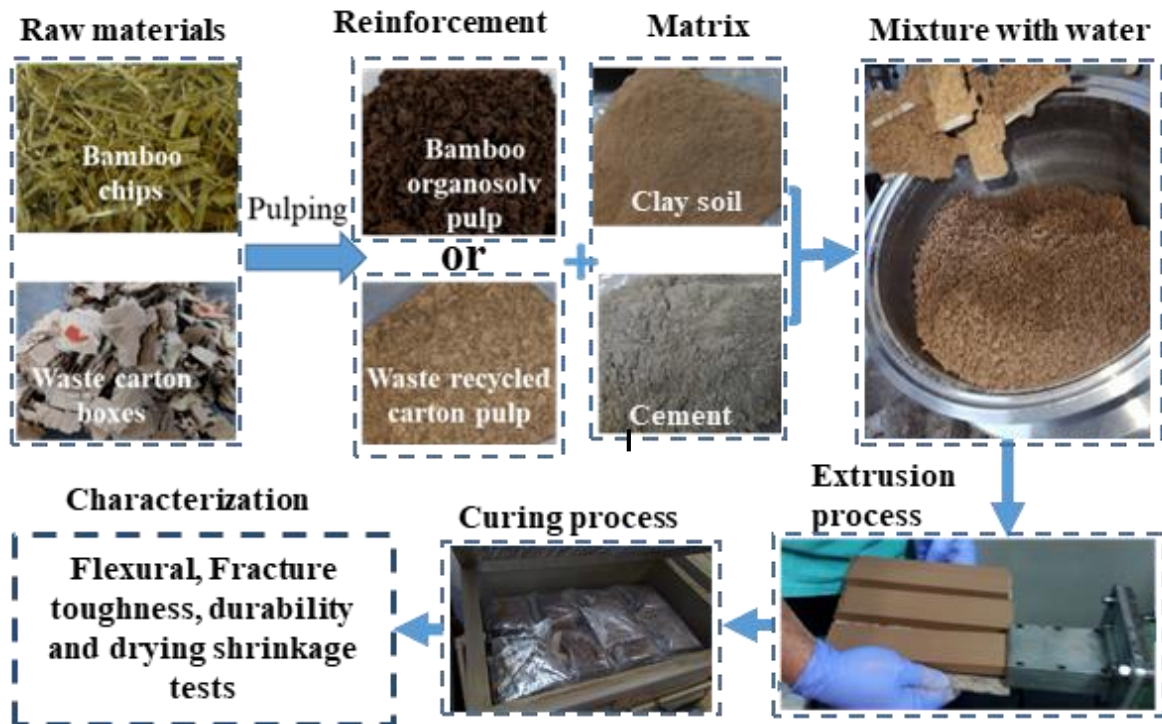 Raw materials
Reinforcement
Matrix
Mixture with water
Bamboo
chips
Pulping
Bamboo
organosolv
pulp
or
+
Clay soil
Waste carton
boxes
Waste recycled
carton pulp
Cement
Extrusion
process
Curing process
Characterization
Flexural, Fracture
toughness, durability
and drying shrinkage
tests